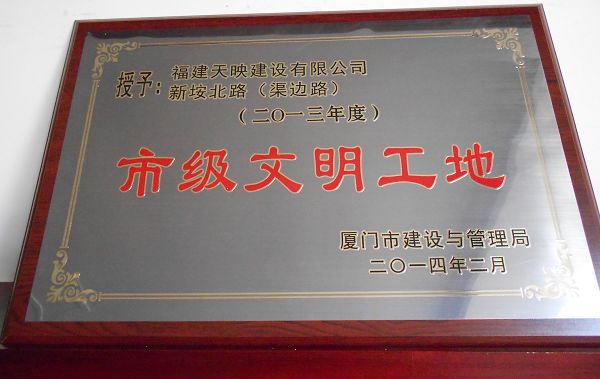 授予：福建天映建设有限公司
新垵北路（渠边路）
（二〇一三年度）
市级文明工地
厦门市建设与管理局
二〇一四年二月